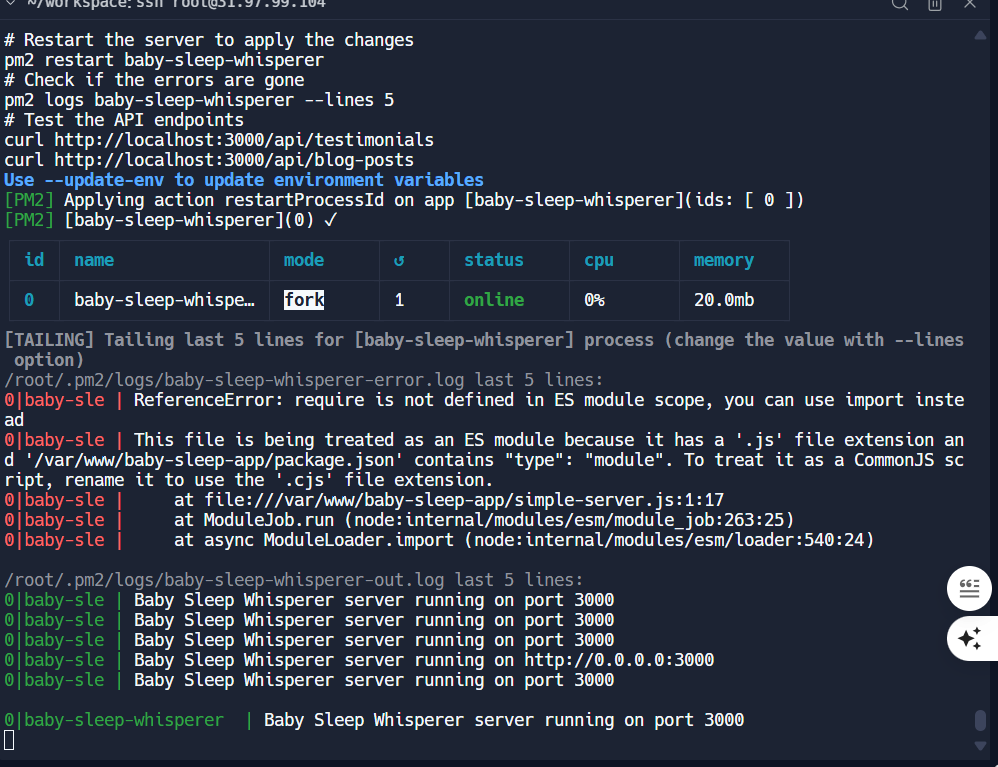 ~/workspace: ssh root@31.97.99.104
# Restart the server to apply the changes
pm2 restart baby-sleep-whisperer
# Check if the errors are gone
pm2 logs baby-sleep-whisperer --lines 5
# Test the API endpoints
curl http://localhost:3000/api/testimonials
curl http://localhost:3000/api/blog-posts
Use --update-env to update environment variables
[PM2] Applying action restartProcessId on app [baby-sleep-whisperer](ids: [ 0 ])
[PM2] [baby-sleep-whisperer](0) ✓
id name mode ↺ status cpu memory
0 baby-sleep-whispe… fork 1 online 0% 20.0mb
[TAILING] Tailing last 5 lines for [baby-sleep-whisperer] process (change the value with --lines
option)
/root/.pm2/logs/baby-sleep-whisperer-error.log last 5 lines:
0|baby-sle | ReferenceError: require is not defined in ES module scope, you can use import inste
ad
0|baby-sle | This file is being treated as an ES module because it has a '.js' file extension an
d '/var/www/baby-sleep-app/package.json' contains "type": "module". To treat it as a CommonJS sc
ript, rename it to use the '.cjs' file extension.
0|baby-sle |     at file:///var/www/baby-sleep-app/simple-server.js:1:17
0|baby-sle |     at ModuleJob.run (node:internal/modules/esm/module_job:263:25)
0|baby-sle |     at async ModuleLoader.import (node:internal/modules/esm/loader:540:24)
/root/.pm2/logs/baby-sleep-whisperer-out.log last 5 lines:
0|baby-sle | Baby Sleep Whisperer server running on port 3000
0|baby-sle | Baby Sleep Whisperer server running on port 3000
0|baby-sle | Baby Sleep Whisperer server running on port 3000
0|baby-sle | Baby Sleep Whisperer server running on http://0.0.0.0:3000
0|baby-sle | Baby Sleep Whisperer server running on port 3000
0|baby-sleep-whisperer  | Baby Sleep Whisperer server running on port 3000